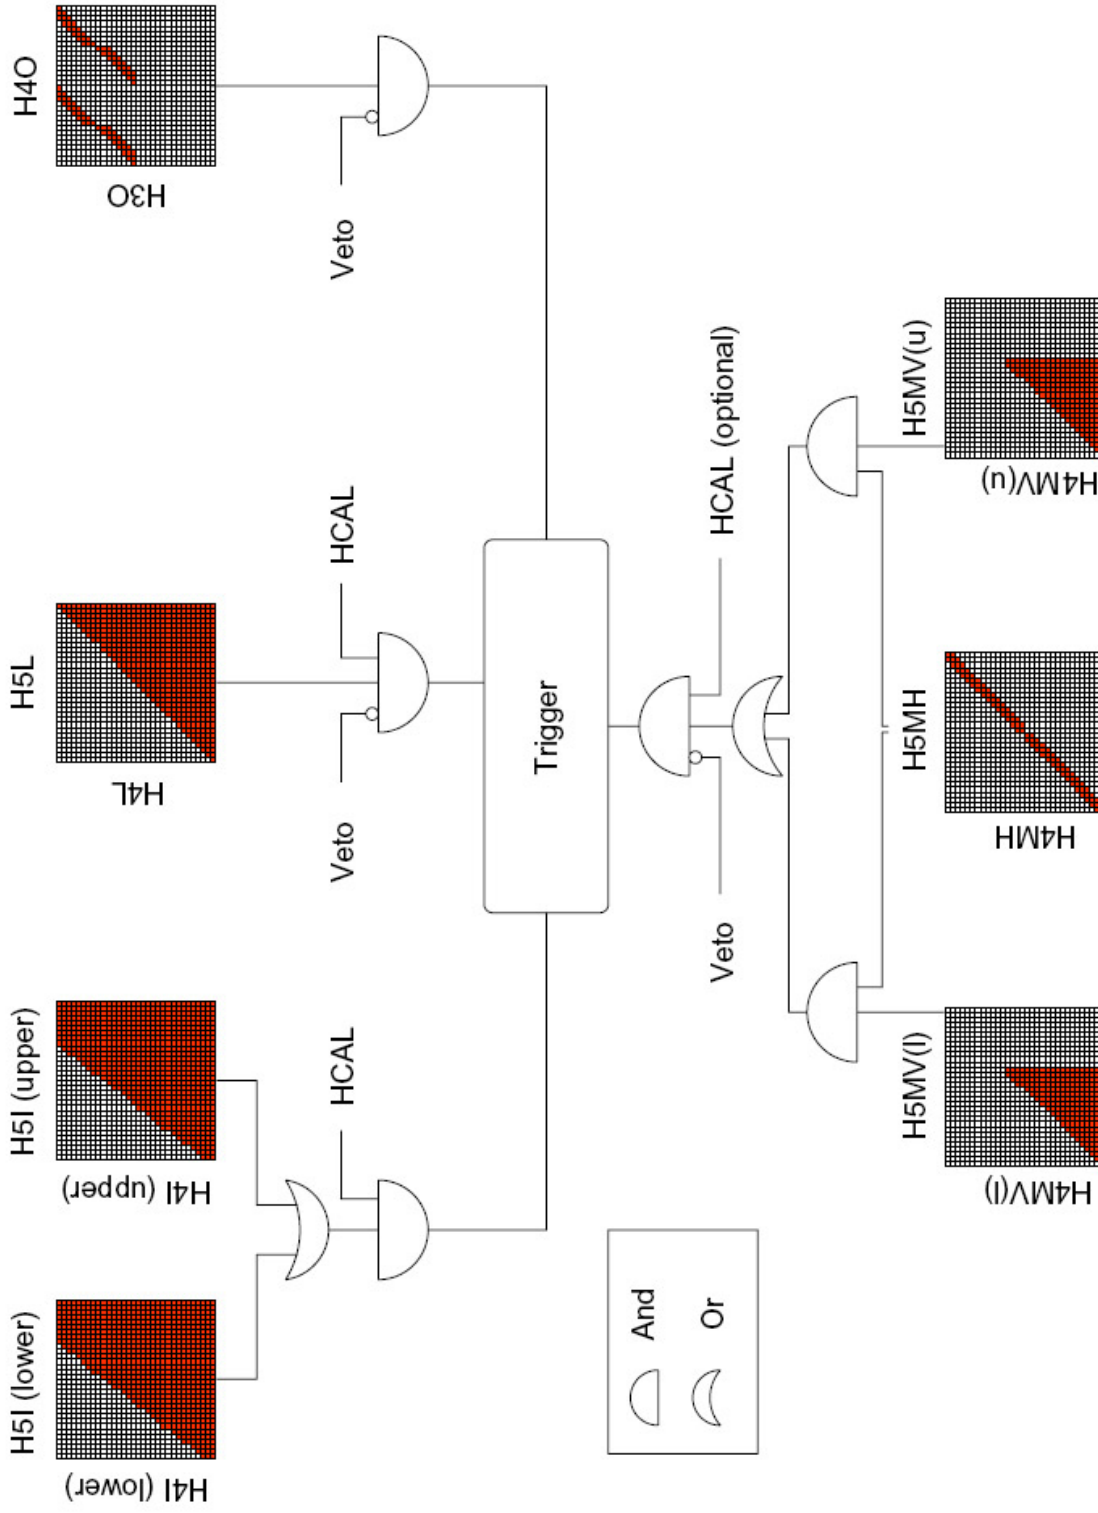 H5I (lower)
H4I (lower)
H5I (upper)
H4I (upper)
H5L
H4L
H4O
H3O
HCAL
Veto
HCAL
Veto
Trigger
And
Or
Veto
HCAL (optional)
H5MV(l)
H4MV(l)
H5MH
H4MH
H5MV(u)
H4MV(u)